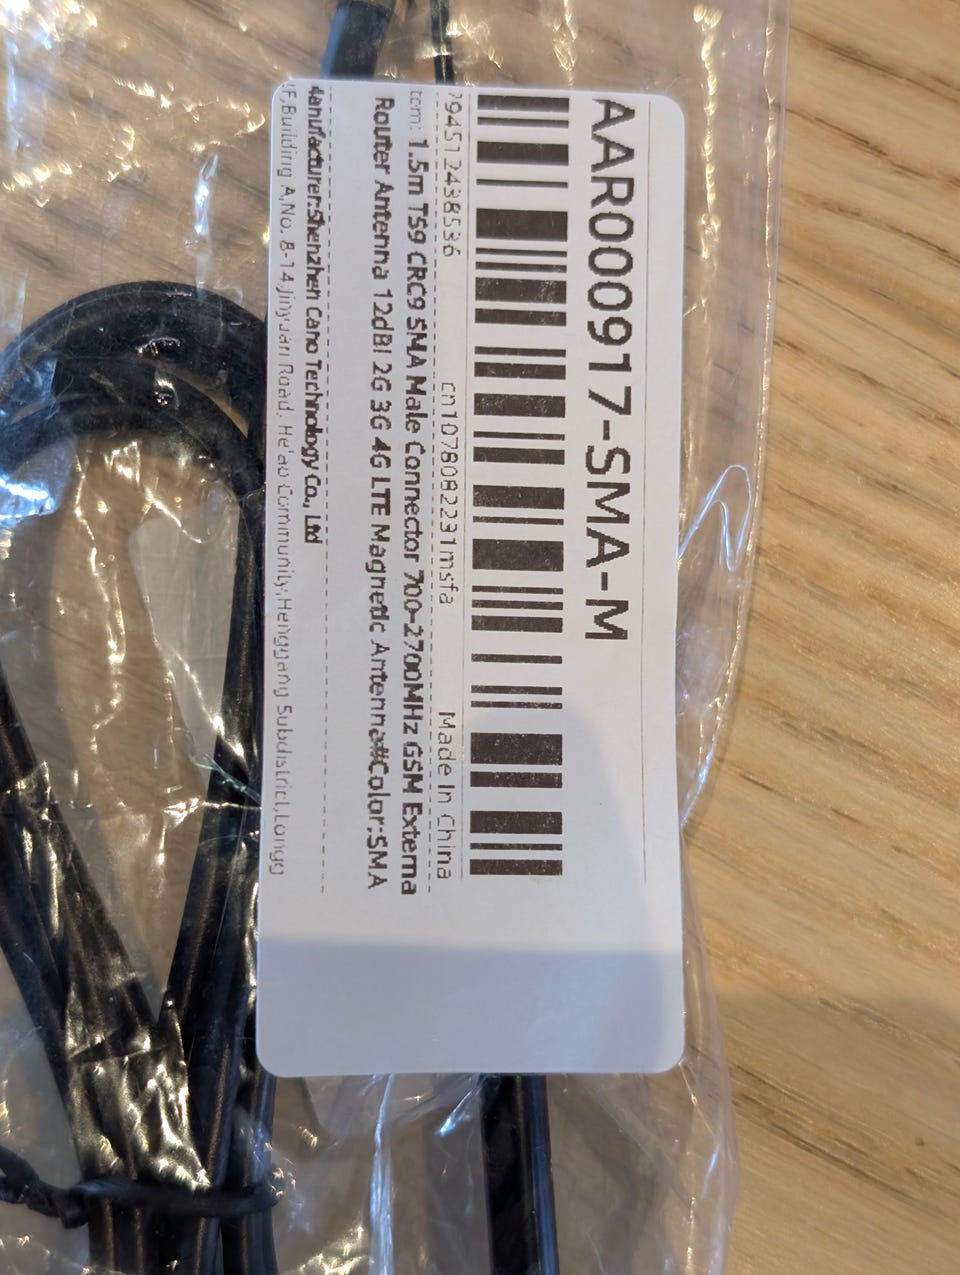 AAR000917-SMA-M
794512438536 cn1078082231msfa Made In China
tem: 1.5m TS9 CRC9 SMA Male Connector 700-2700MHz GSM Externa
Router Antenna 12dBi 2G 3G 4G LTE Magnetic Antenna#Color:SMA
Manufacturer:Shenzhen Cano Technology Co., Ltd
/F,Building A,No. 8-14,Jinyuan Road, He'ao Community,Henggang Subdistrict,Longg